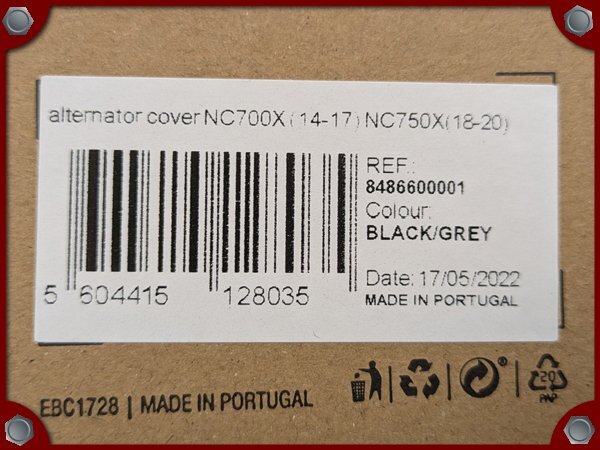 alternator cover NC700X (14-17) NC750X(18-20)
REF.:
8486600001
Colour:
BLACK/GREY
Date: 17/05/2022
MADE IN PORTUGAL
5 604415 128035
EBC1728 | MADE IN PORTUGAL
20
PAP